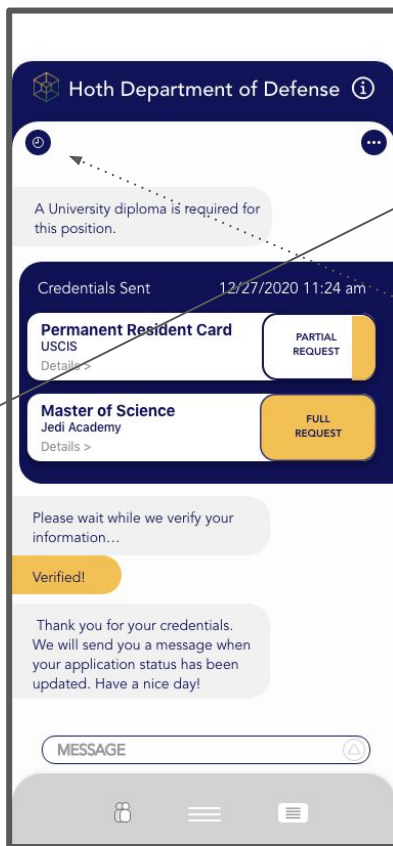 Hoth Department of Defense
A University diploma is required for
this position.
Credentials Sent 12/27/2020 11:24 am
Permanent Resident Card
USCIS
Details >
PARTIAL
REQUEST
Master of Science
Jedi Academy
Details >
FULL
REQUEST
Please wait while we verify your
information...
Verified!
Thank you for your credentials.
We will send you a message when
your application status has been
updated. Have a nice day!
MESSAGE